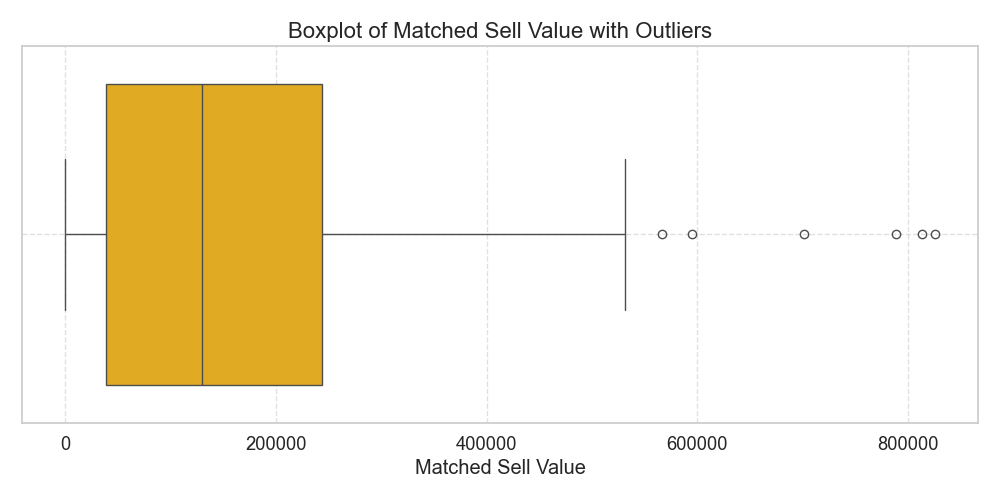 Boxplot of Matched Sell Value with Outliers
0 200000 400000 600000 800000
Matched Sell Value